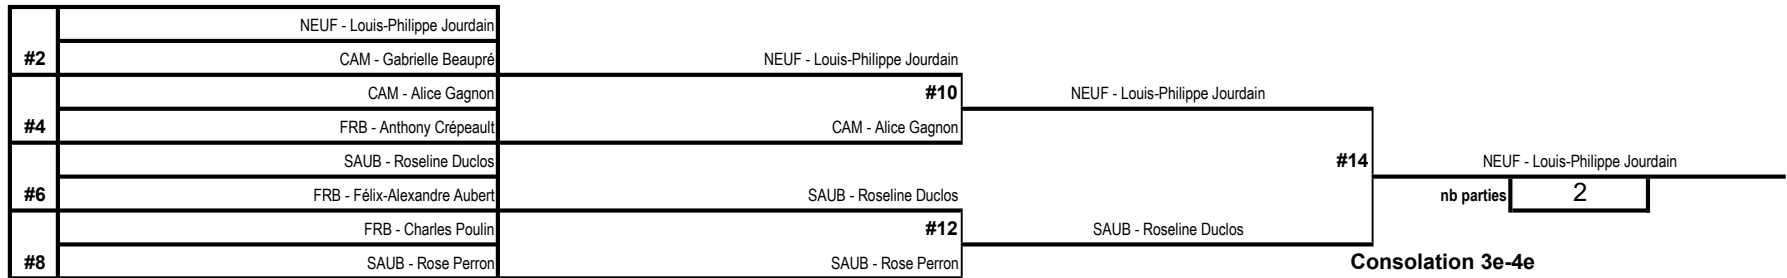 NEUF - Louis-Philippe Jourdain
#2 CAM - Gabrielle Beaupré NEUF - Louis-Philippe Jourdain
CAM - Alice Gagnon #10 NEUF - Louis-Philippe Jourdain
#4 FRB - Anthony Crépeault CAM - Alice Gagnon
SAUB - Roseline Duclos #14 NEUF - Louis-Philippe Jourdain
#6 FRB - Félix-Alexandre Aubert SAUB - Roseline Duclos nb parties 2
FRB - Charles Poulin #12 SAUB - Roseline Duclos
#8 SAUB - Rose Perron SAUB - Rose Perron Consolation 3e-4e